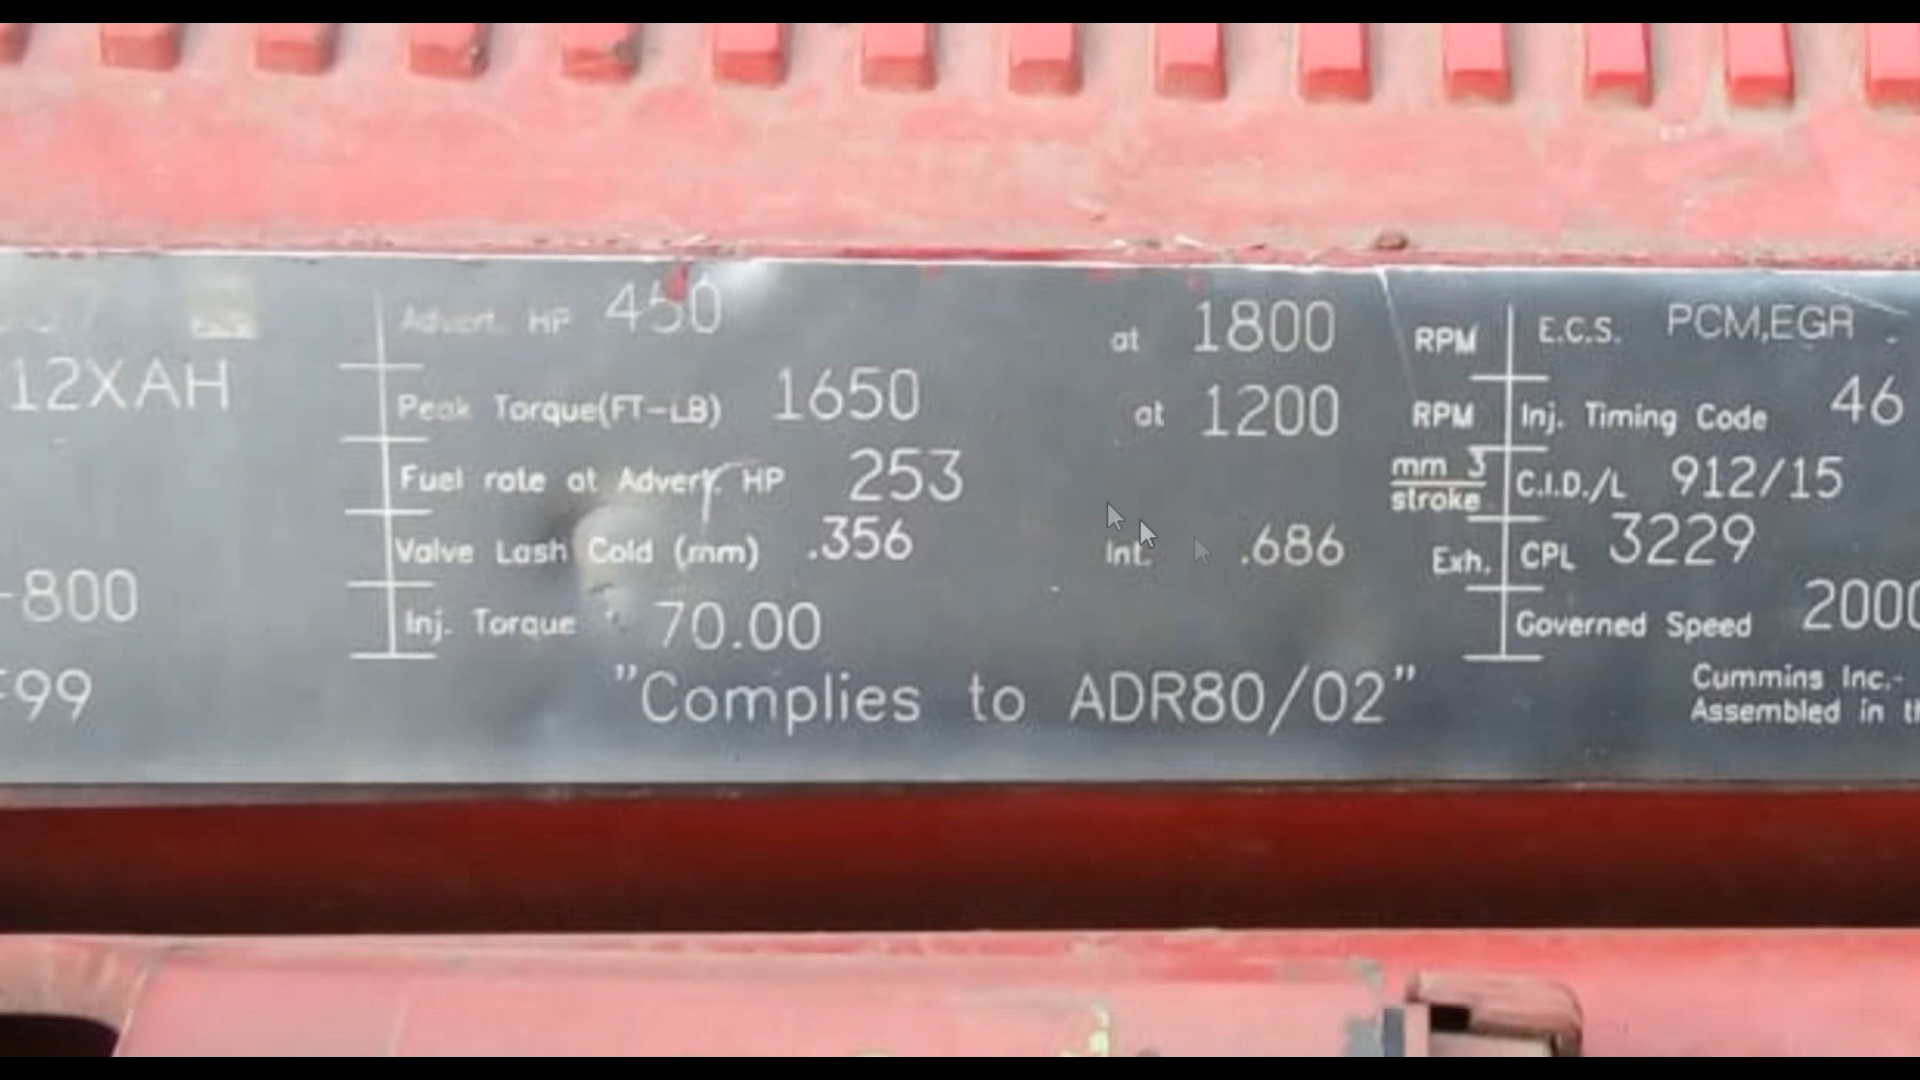 Advert. HP 450 at 1800 RPM E.C.S. PCM,EGR
12XAH Peak Torque(FT-LB) 1650 at 1200 RPM Inj. Timing Code 46
Fuel rate at Advert. HP 253 mm 3 stroke C.I.D./L 912/15
Valve Lash Cold (mm) .356 Int. .686 Exh. CPL 3229
-800 Inj. Torque 70.00 Governed Speed 2000
F99 "Complies to ADR80/02" Cummins Inc.-
Assembled in th